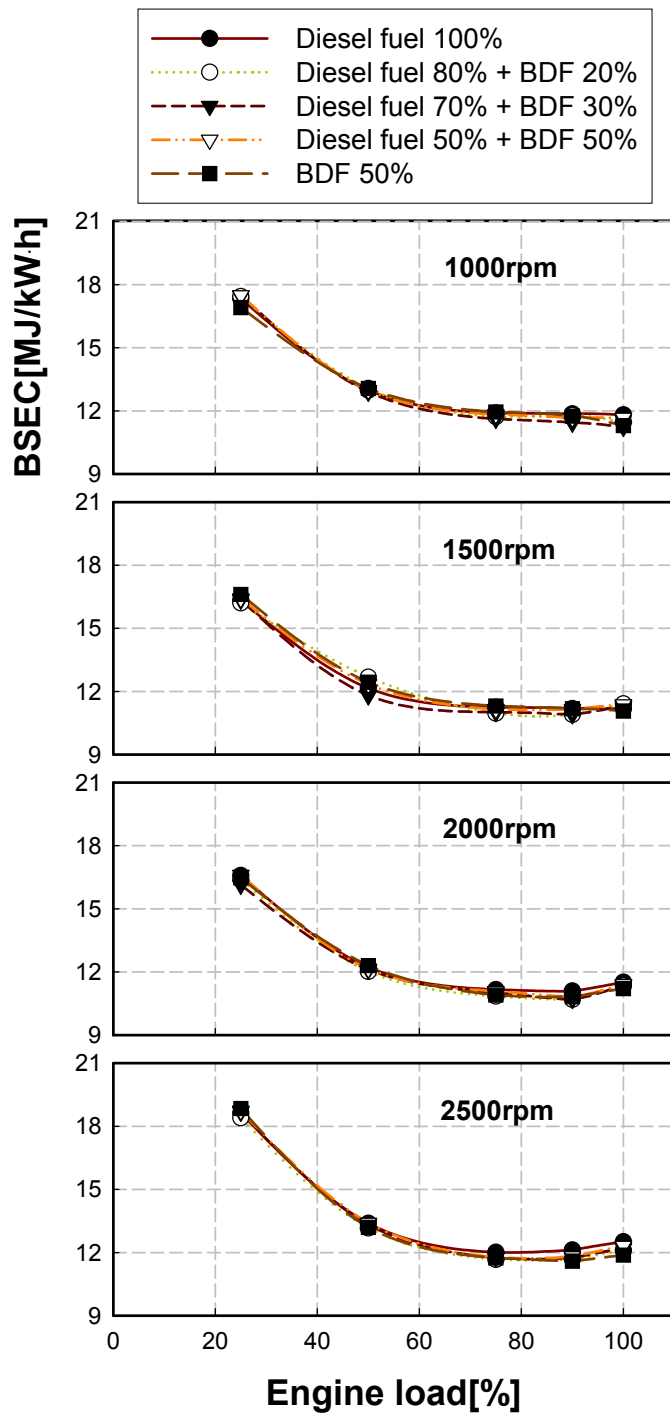 Diesel fuel 100%
Diesel fuel 80% + BDF 20%
Diesel fuel 70% + BDF 30%
Diesel fuel 50% + BDF 50%
BDF 50%
BSEC[MJ/kW·h]
21
18
15
12
9
1000rpm
21
18
15
12
9
1500rpm
21
18
15
12
9
2000rpm
21
18
15
12
9
2500rpm
0 20 40 60 80 100
Engine load[%]